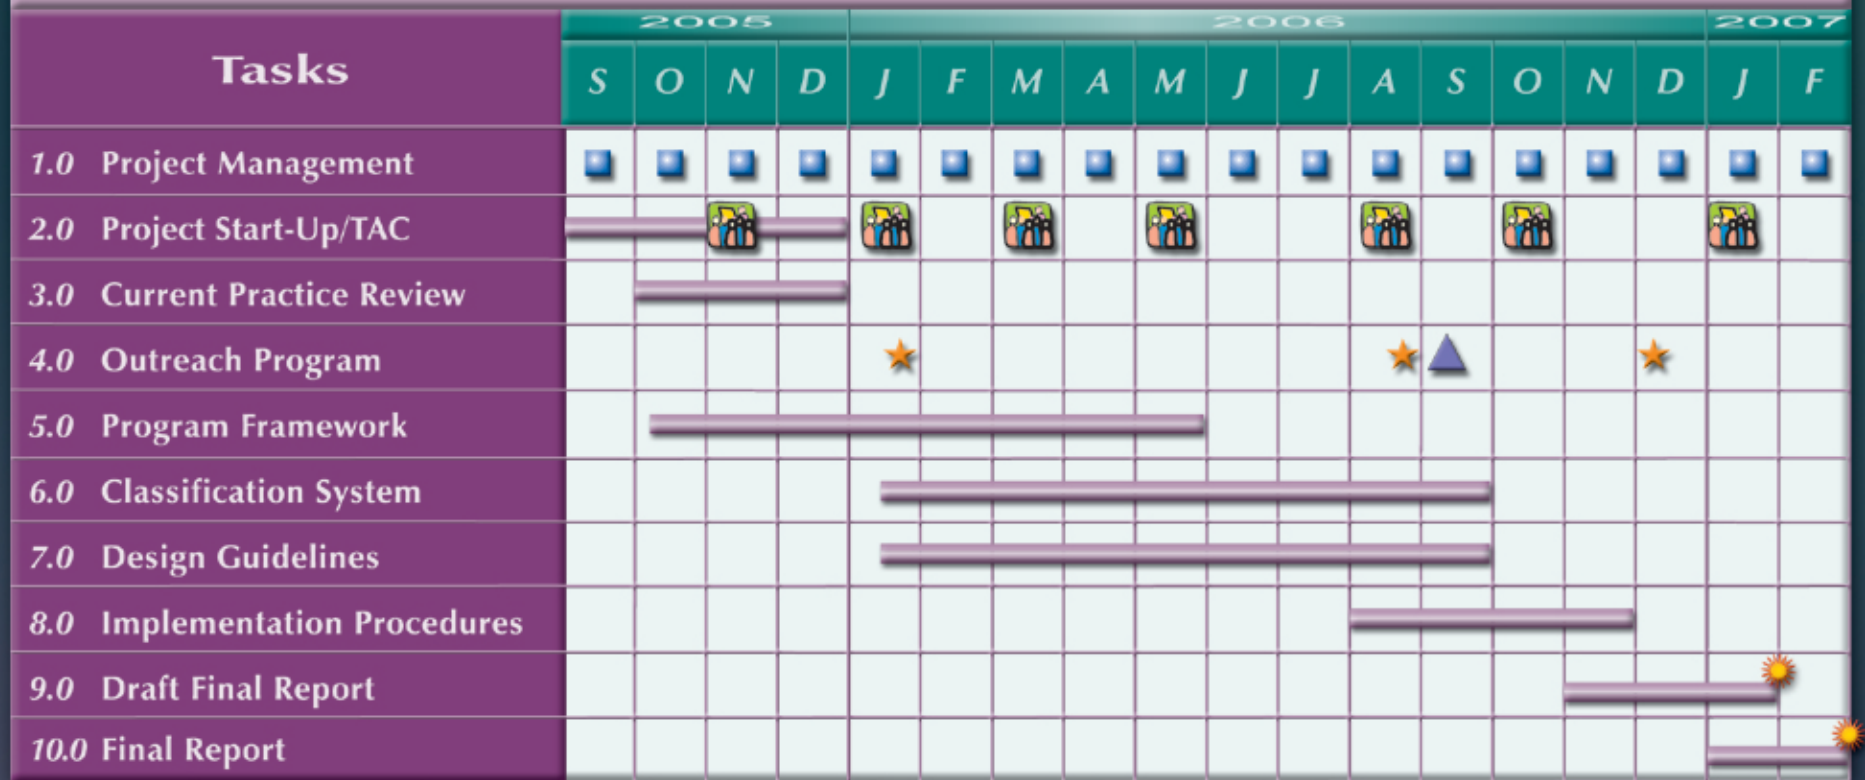 2005 2006 2007
Tasks
S O N D J F M A M J J A S O N D J F
1.0 Project Management
2.0 Project Start-Up/TAC
3.0 Current Practice Review
4.0 Outreach Program
5.0 Program Framework
6.0 Classification System
7.0 Design Guidelines
8.0 Implementation Procedures
9.0 Draft Final Report
10.0 Final Report